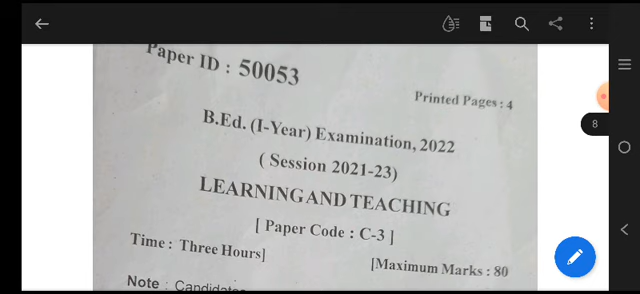 Paper ID : 50053
Printed Pages : 4
B.Ed. (I-Year) Examination, 2022
( Session 2021-23)
LEARNING AND TEACHING
[ Paper Code : C-3 ]
Time : Three Hours]
[Maximum Marks : 80
Note : Candidates
8